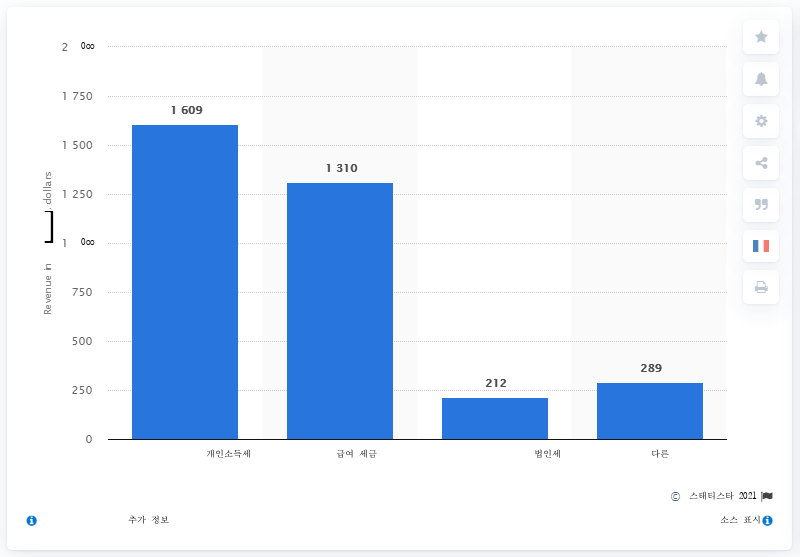 2 000
1 750
1 500
1 250
1 000
750
500
250
0
Revenue in ] . dollars
1 609
1 310
212
289
개인소득세
급여 세금
법인세
다른
© 스태티스타 2021
추가 정보
소스 표시